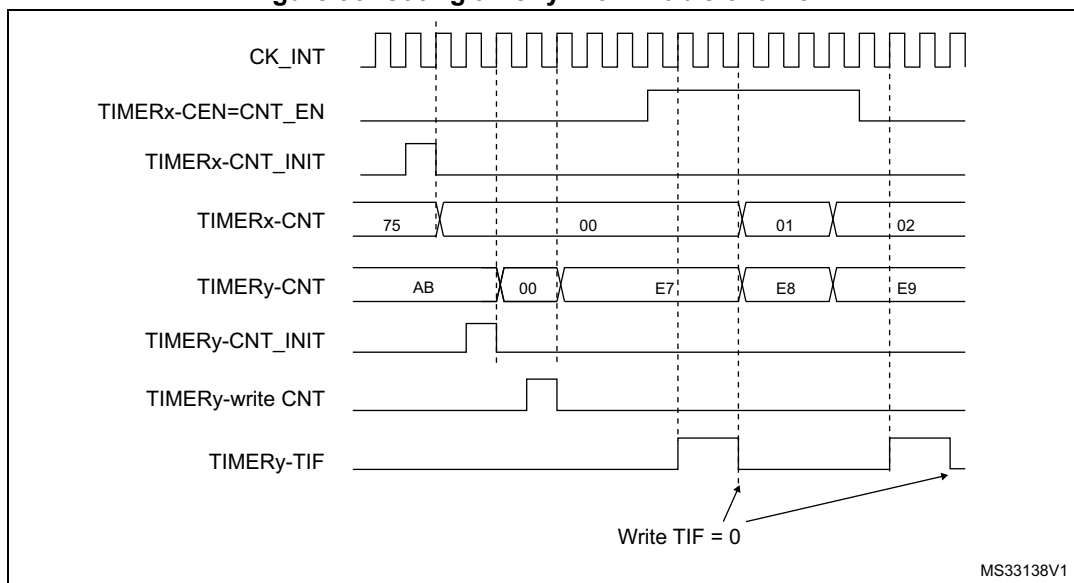 CK_INT
TIMERx-CEN=CNT_EN
TIMERx-CNT_INIT
TIMERx-CNT 75 00 01 02
TIMERy-CNT AB 00 E7 E8 E9
TIMERy-CNT_INIT
TIMERy-write CNT
TIMERy-TIF
Write TIF = 0
MS33138V1